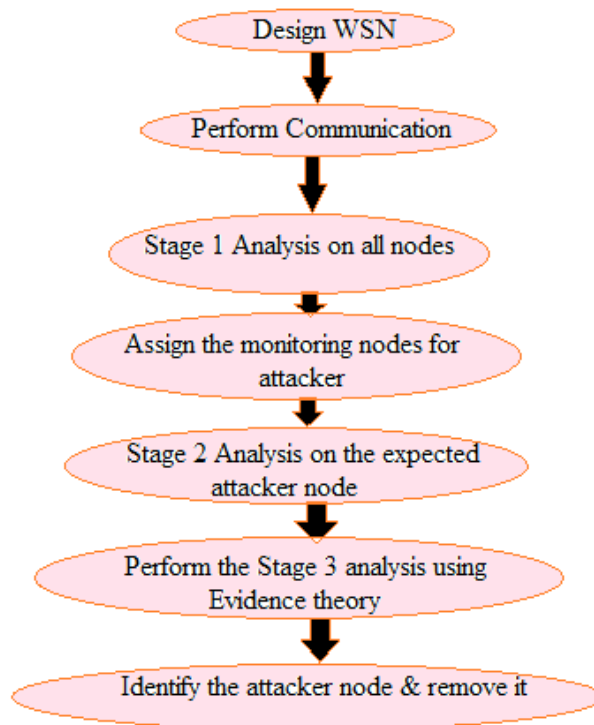 Design WSN
Perform Communication
Stage 1 Analysis on all nodes
Assign the monitoring nodes for
attacker
Stage 2 Analysis on the expected
attacker node
Perform the Stage 3 analysis using
Evidence theory
Identify the attacker node & remove it